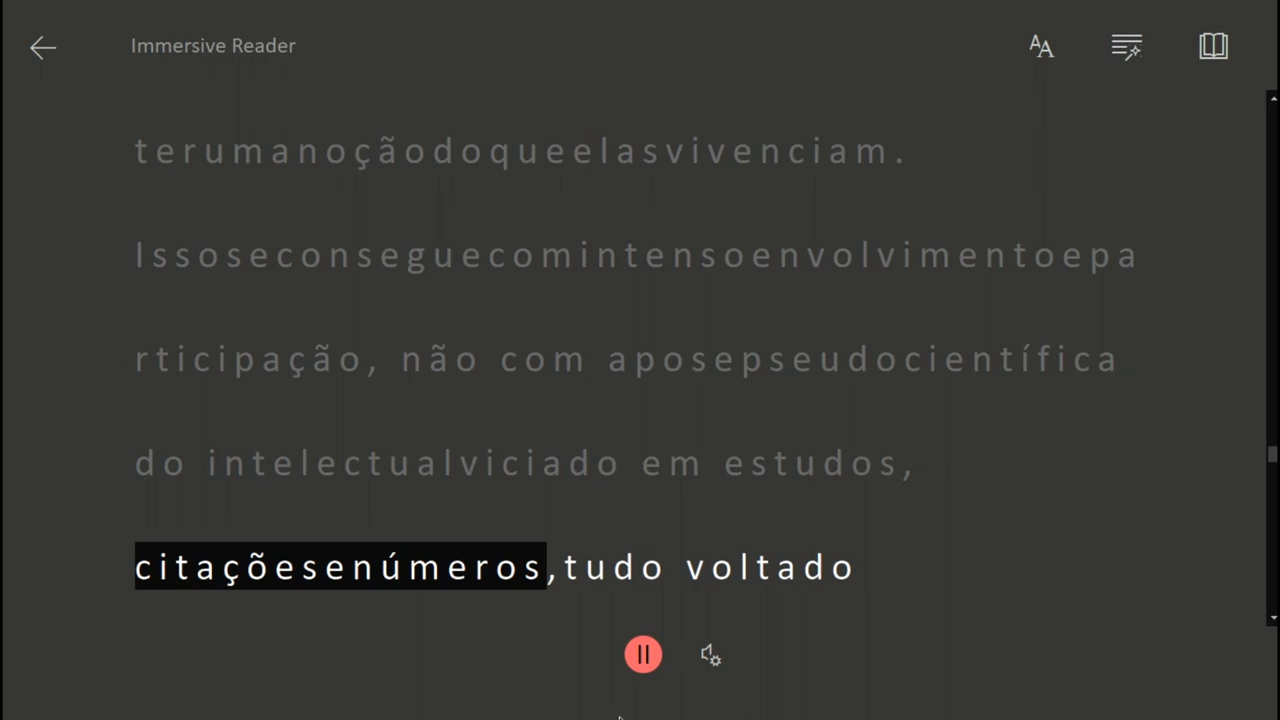 Immersive Reader
terumanoçãodoqueelasvivenciam.
Issoseconseguecomintensoenvolvimentoepa
rticipação, não com aposepseudocientífica
do intelectualviciado em estudos,
citaçõesenúmeros,tudo voltado